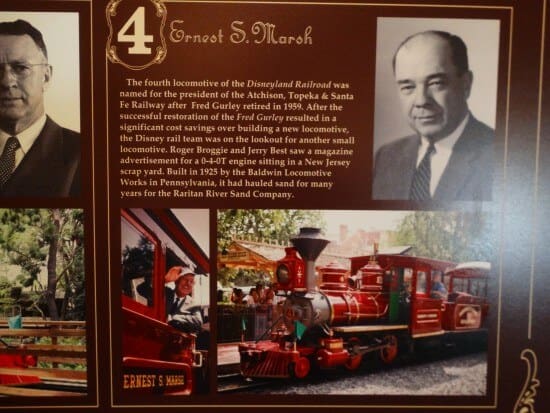 4
Ernest S. Marsh
The fourth locomotive of the Disneyland Railroad was
named for the president of the Atchison, Topeka & Santa
Fe Railway after Fred Gurley retired in 1959. After the
successful restoration of the Fred Gurley resulted in a
significant cost savings over building a new locomotive,
the Disney rail team was on the lookout for another small
locomotive. Roger Broggie and Jerry Best saw a magazine
advertisement for a 0-4-0T engine sitting in a New Jersey
scrap yard. Built in 1925 by the Baldwin Locomotive
Works in Pennsylvania, it had hauled sand for many
years for the Raritan River Sand Company.
ERNEST S. MARSH